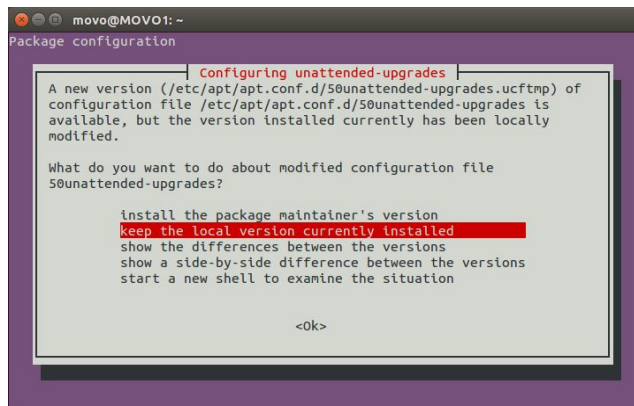 movo@MOVO1: ~
Package configuration
Configuring unattended-upgrades
A new version (/etc/apt/apt.conf.d/50unattended-upgrades.ucftmp) of
configuration file /etc/apt/apt.conf.d/50unattended-upgrades is
available, but the version installed currently has been locally
modified.
What do you want to do about modified configuration file
50unattended-upgrades?
install the package maintainer's version
keep the local version currently installed
show the differences between the versions
show a side-by-side difference between the versions
start a new shell to examine the situation
<Ok>